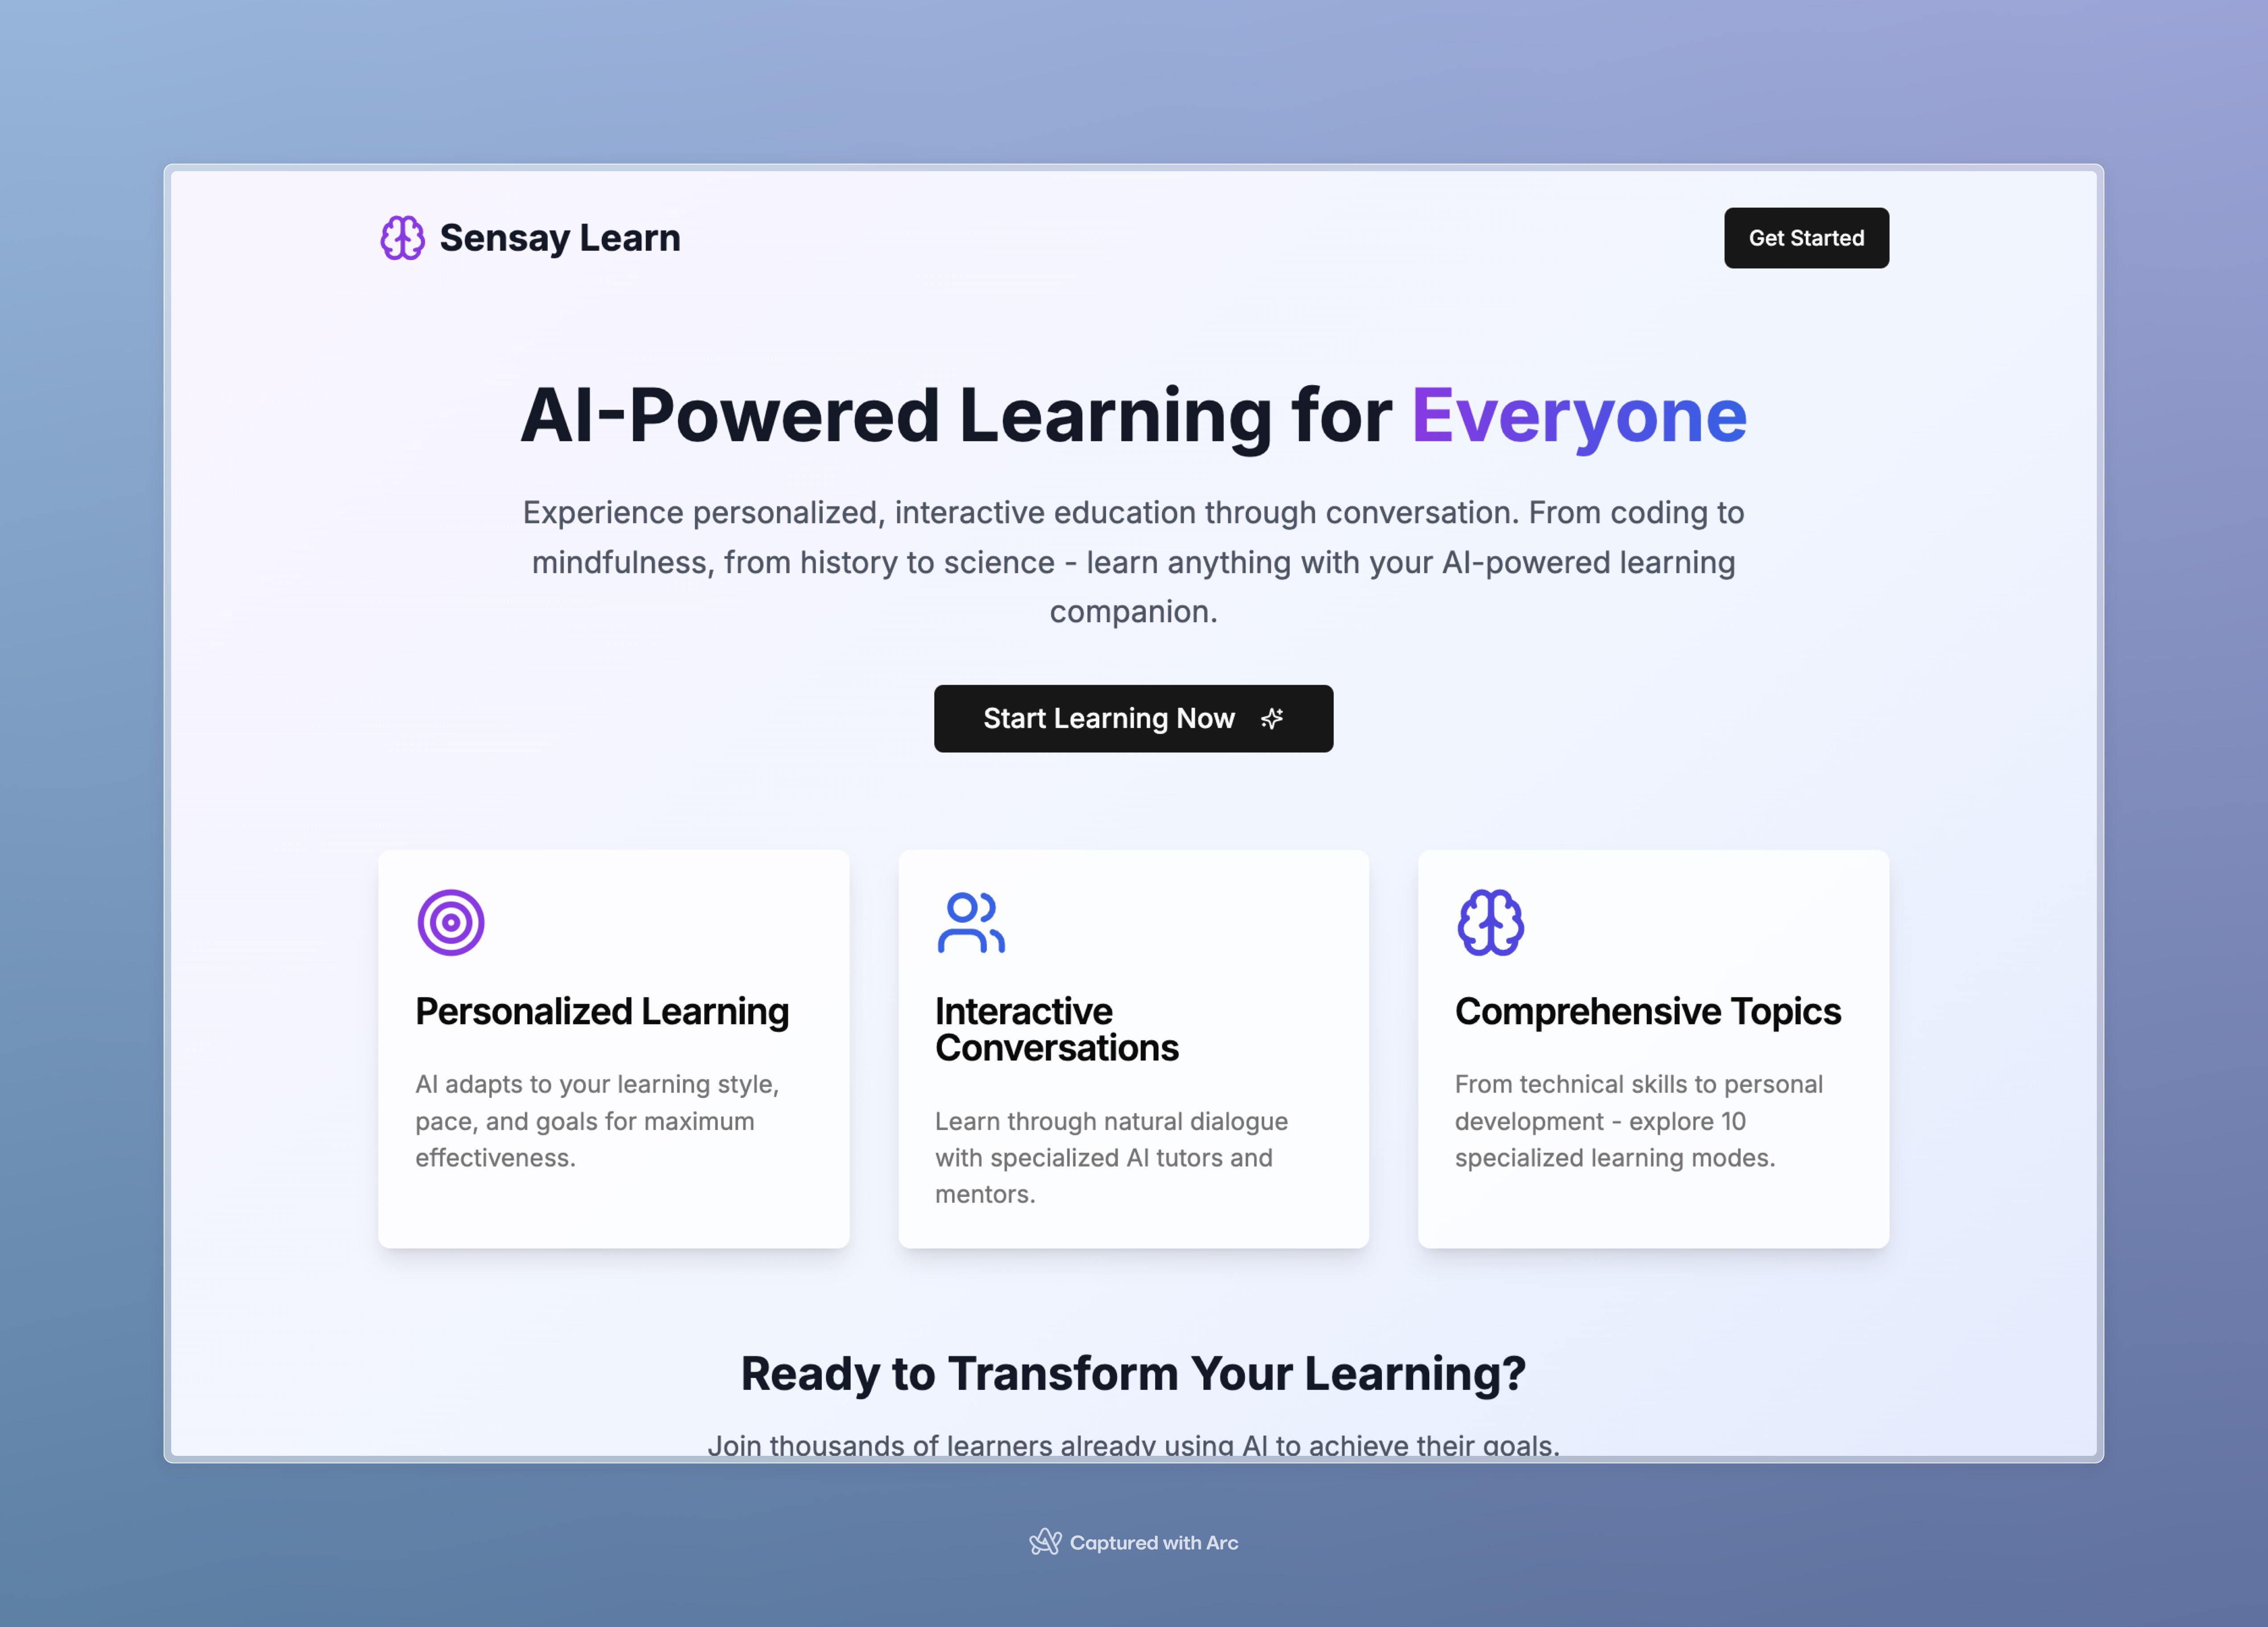 Sensay Learn
Get Started
AI-Powered Learning for Everyone
Experience personalized, interactive education through conversation. From coding to
mindfulness, from history to science - learn anything with your AI-powered learning
companion.
Start Learning Now
Personalized Learning
AI adapts to your learning style,
pace, and goals for maximum
effectiveness.
Interactive
Conversations
Learn through natural dialogue
with specialized AI tutors and
mentors.
Comprehensive Topics
From technical skills to personal
development - explore 10
specialized learning modes.
Ready to Transform Your Learning?
Join thousands of learners already using AI to achieve their goals.
Captured with Arc